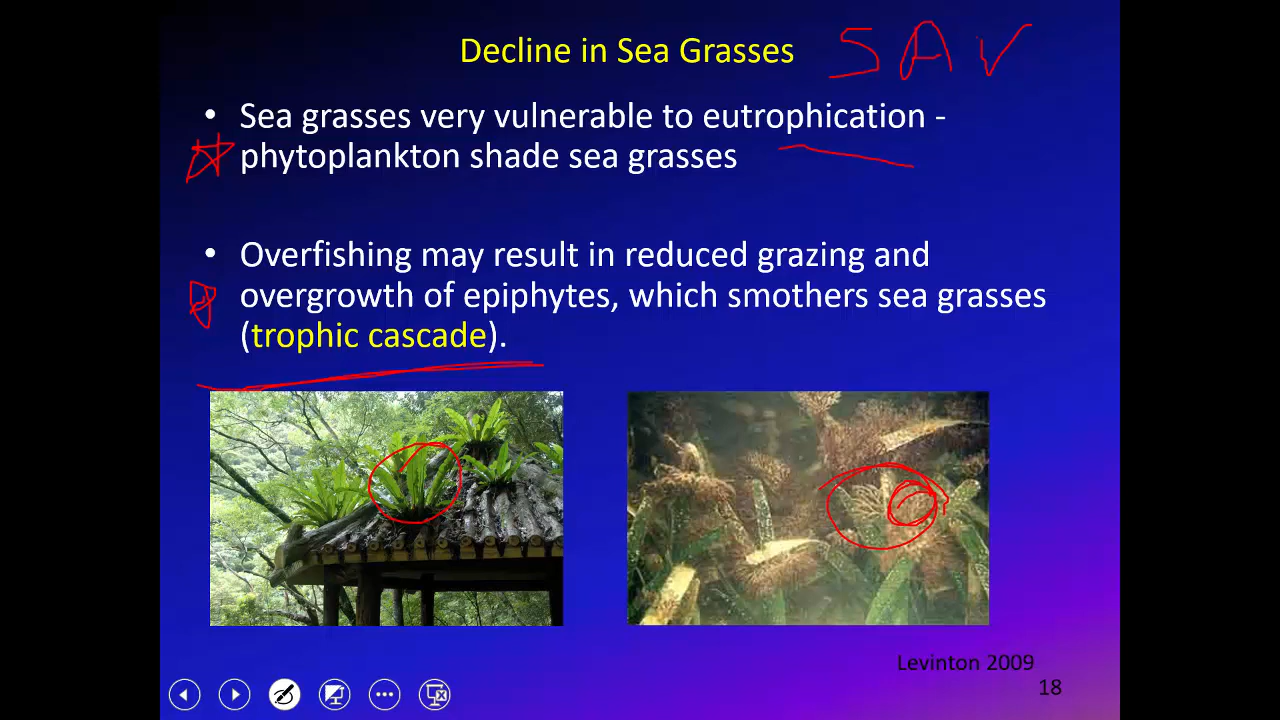 Decline in Sea Grasses SAV
• Sea grasses very vulnerable to eutrophication -
phytoplankton shade sea grasses
• Overfishing may result in reduced grazing and
overgrowth of epiphytes, which smothers sea grasses
(trophic cascade).
Levinton 2009
18